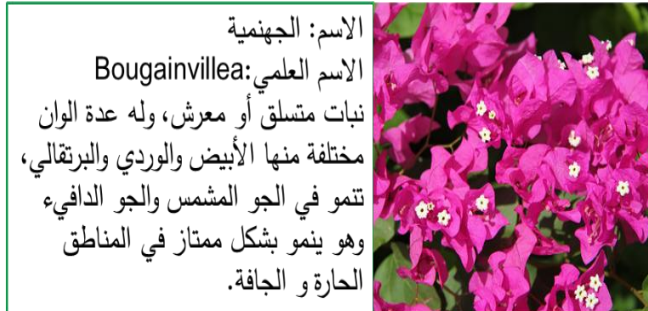 الاسم: الجهنمية
الاسم العلمي:Bougainvillea
نبات متسلق أو معرش، وله عدة الوان
مختلفة منها الأبيض والوردي والبرتقالي،
تنمو في الجو المشمس والجو الدافيء
وهو ينمو بشكل ممتاز في المناطق
الحارة و الجافة.